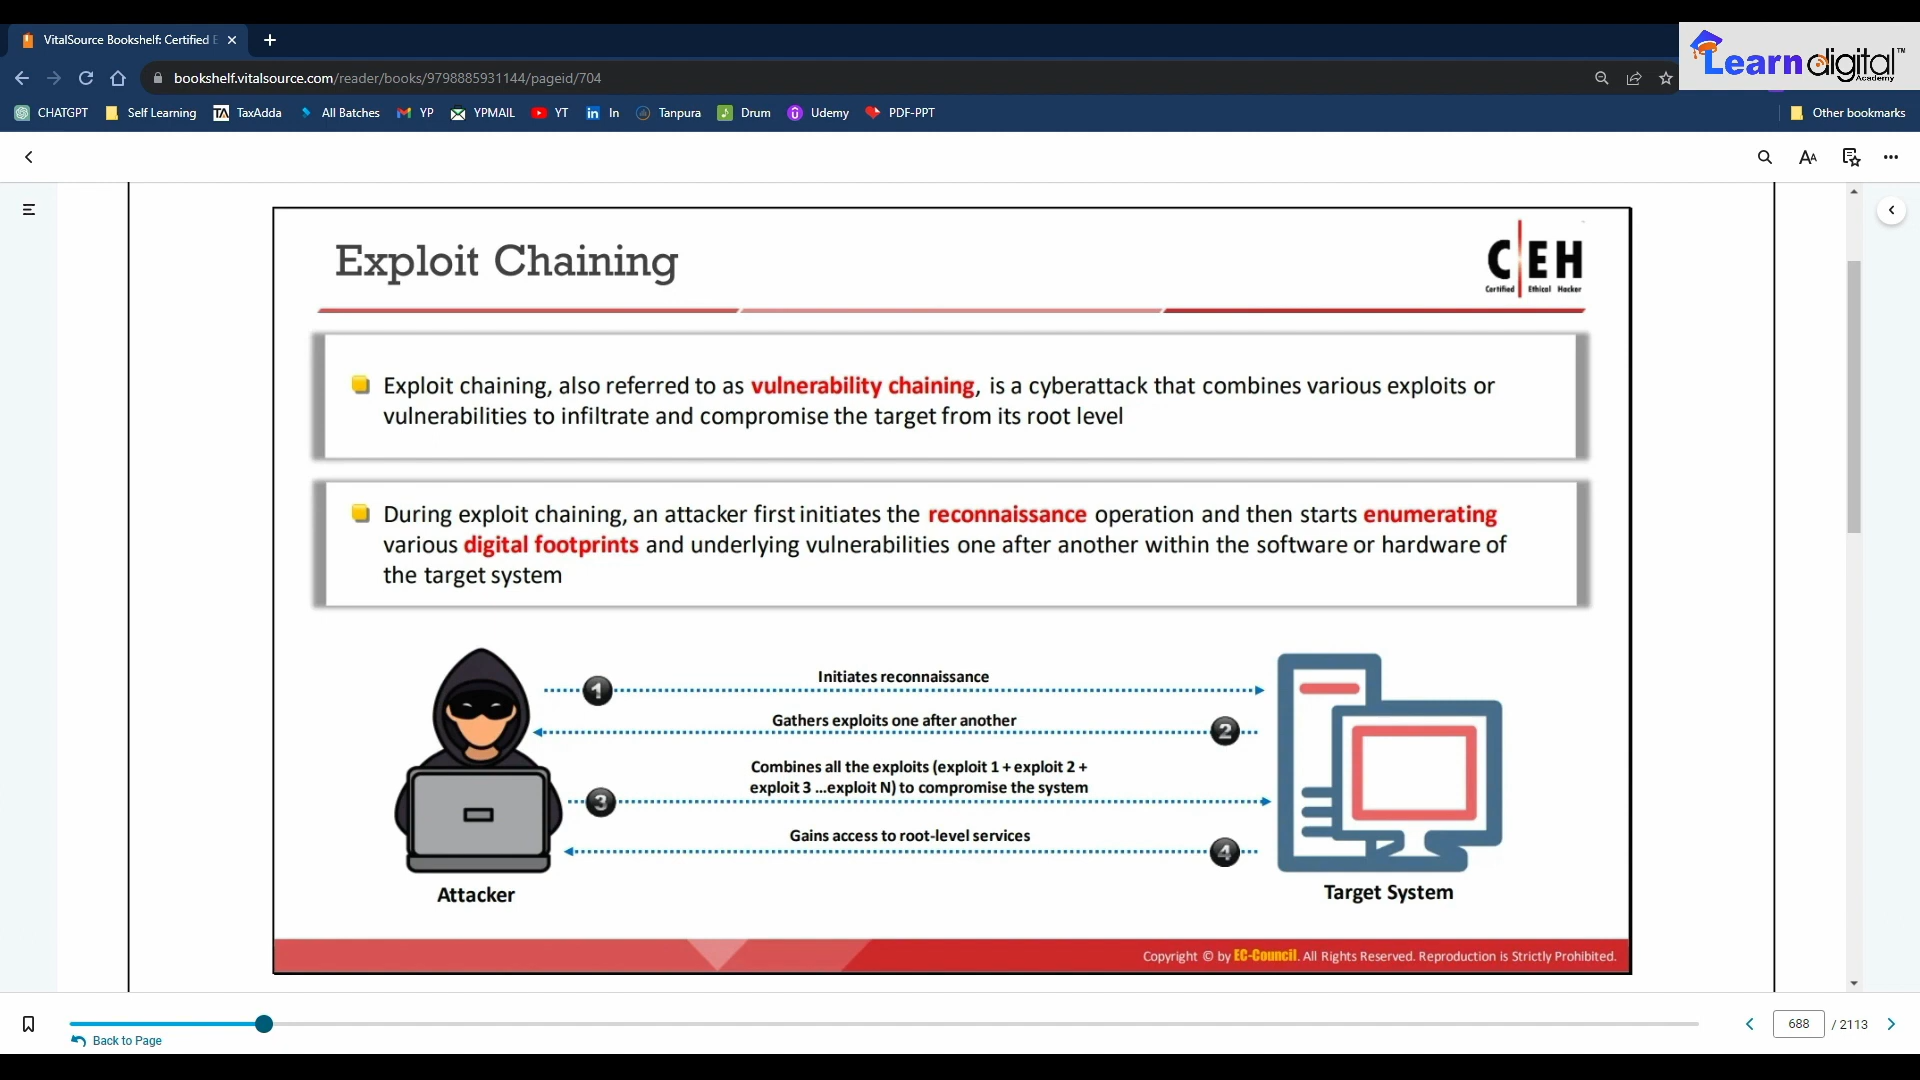 VitalSource Bookshelf: Certified E
Learn digital™
Academy
bookshelf.vitalsource.com/reader/books/9798885931144/pageid/704
CHATGPT Self Learning TA TaxAdda All Batches YP YPMAIL YT in In Tanpura Drum Udemy PDF-PPT Other bookmarks
AA
Exploit Chaining
C|EH
Certified Ethical Hacker
Exploit chaining, also referred to as vulnerability chaining, is a cyberattack that combines various exploits or
vulnerabilities to infiltrate and compromise the target from its root level
During exploit chaining, an attacker first initiates the reconnaissance operation and then starts enumerating
various digital footprints and underlying vulnerabilities one after another within the software or hardware of
the target system
Initiates reconnaissance
1
Gathers exploits one after another
2
Combines all the exploits (exploit 1 + exploit 2 +
exploit 3 ...exploit N) to compromise the system
3
Gains access to root-level services
4
Attacker
Target System
Copyright © by EC-Council. All Rights Reserved. Reproduction is Strictly Prohibited.
688 / 2113
Back to Page